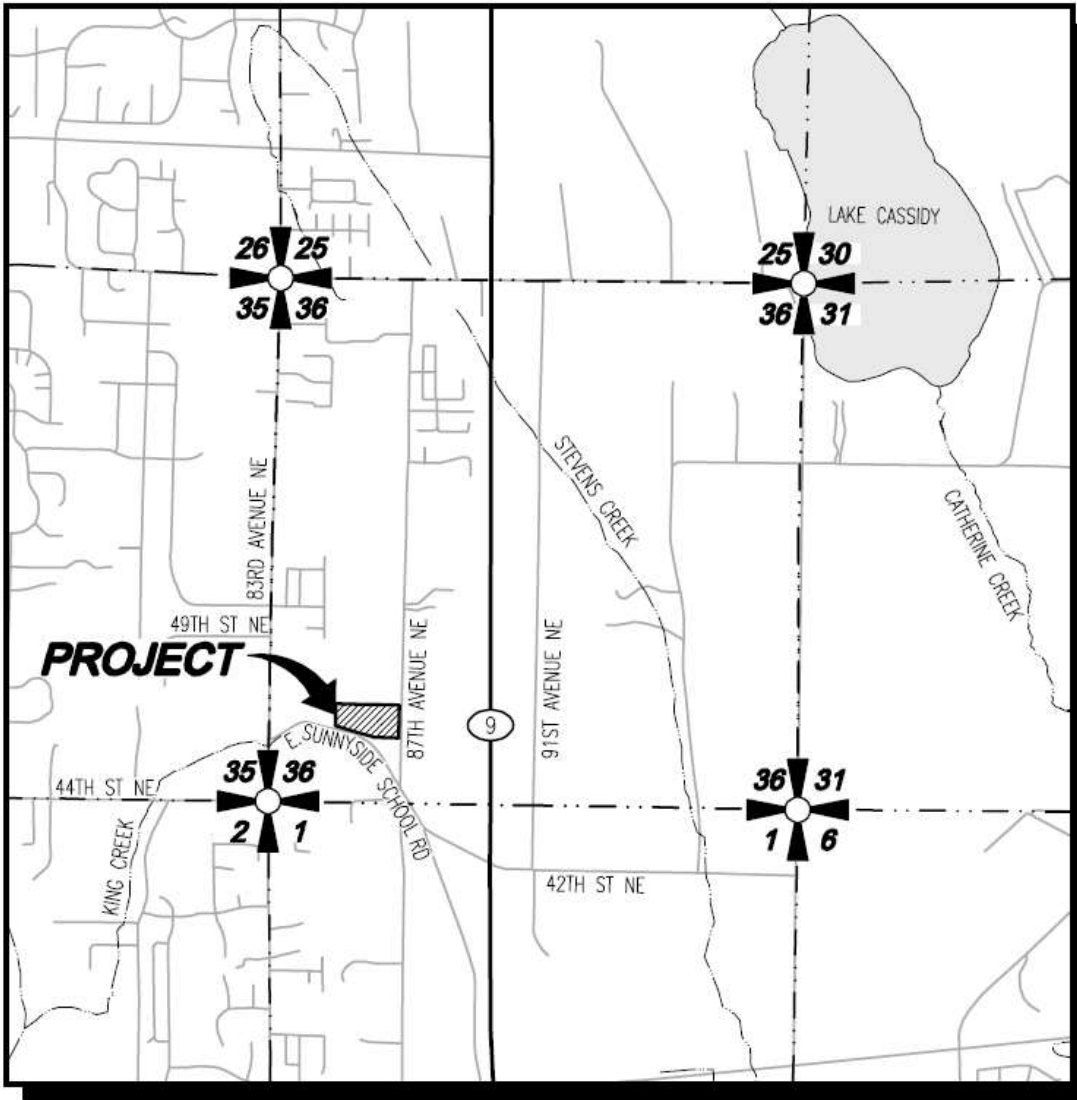 LAKE CASSIDY
26 25
35 36
25 30
36 31
STEVENS CREEK
83RD AVENUE NE
CATHERINE CREEK
49TH ST NE
PROJECT
87TH AVENUE NE
9
91ST AVENUE NE
E. SUNNYSIDE SCHOOL RD
44TH ST NE
35 36
2 1
36 31
1 6
KING CREEK
42TH ST NE